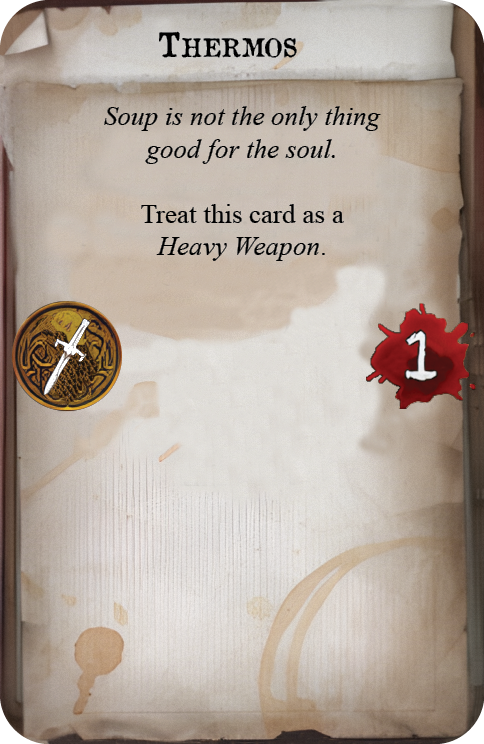 Thermos
Soup is not the only thing
good for the soul.
Treat this card as a
Heavy Weapon.
1